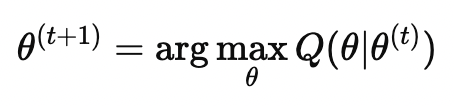 θ^{(t+1)} = arg max_θ Q(θ|θ^{(t)})